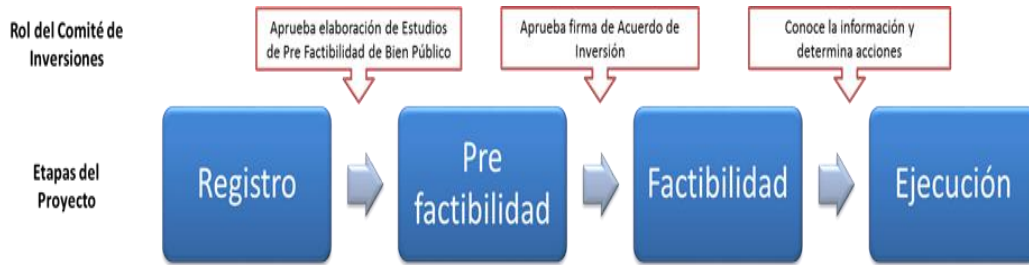 Rol del Comité de
Inversiones
Aprueba elaboración de Estudios
de Pre Factibilidad de Bien Público
Aprueba firma de Acuerdo de
Inversión
Conoce la información y
determina acciones
Etapas del
Proyecto
Registro
Pre
factibilidad
Factibilidad
Ejecución